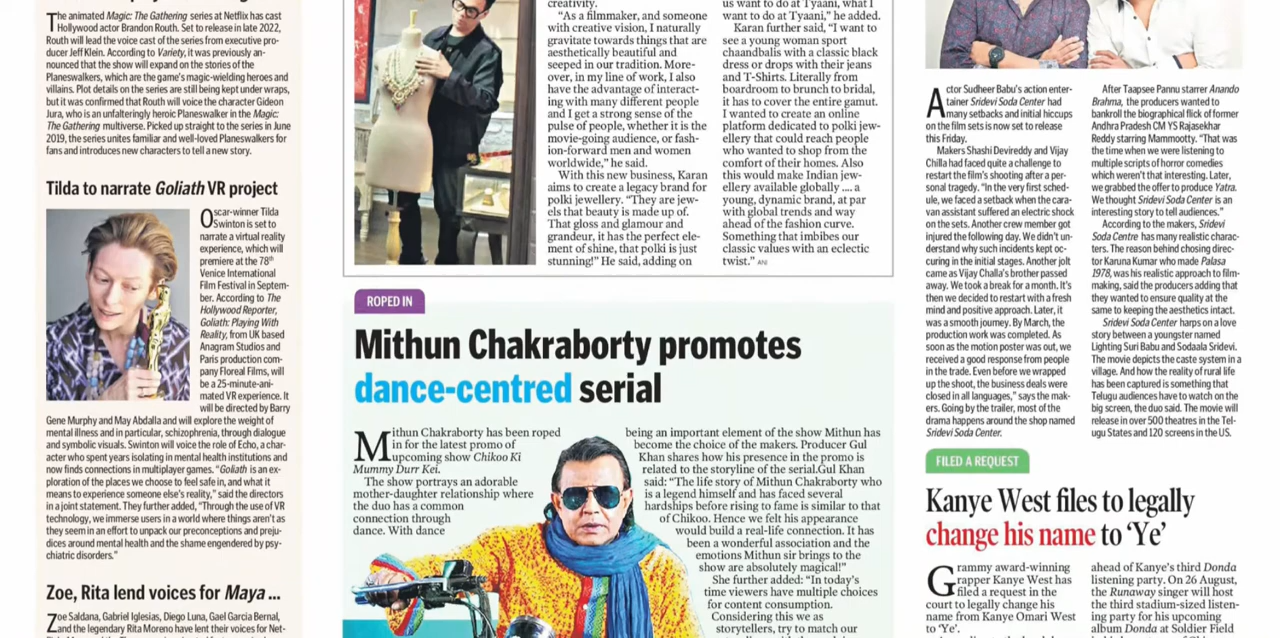 The animated Magic: The Gathering series at Netflix has cast
Hollywood actor Brandon Routh. Set to release in late 2022,
Routh will lead the voice cast of the series from executive pro-
ducer Jeff Klein. According to Variety, it was previously an-
nounced that the show will expand on the stories of the
Planeswalkers, which are the game's magic-wielding heroes and
villains. Plot details on the series are still being kept under wraps,
but it was confirmed that Routh will voice the character Gideon
Jura, who is an unfalteringly heroic Planeswalker in the Magic:
The Gathering multiverse. Picked up straight to the series in June
2019, the series unites familiar and well-loved Planeswalkers for
fans and introduces new characters to tell a new story.
Tilda to narrate Goliath VR project
Oscar-winner Tilda
Swinton is set to
narrate a virtual reality
experience, which will
premiere at the 78th
Venice International
Film Festival in Septem-
ber. According to The
Hollywood Reporter,
Goliath: Playing With
Reality, from UK based
Anagram Studios and
Paris production com-
pany Floreal Films, will
be a 25-minute-ani-
mated VR experience. It
will be directed by Barry
Gene Murphy and May Abdalla and will explore the weight of
mental illness and in particular, schizophrenia, through dialogue
and symbolic visuals. Swinton will voice the role of Echo, a char-
acter who spent years isolating in mental health institutions and
now finds connections in multiplayer games. "Goliath is an ex-
ploration of the places we choose to feel safe in, and what it
means to experience someone else's reality," said the directors
in a joint statement. They further added, "Through the use of VR
technology, we immerse users in a world where things aren't as
they seem in an effort to unpack our preconceptions and preju-
dices around mental health and the shame engendered by psy-
chiatric disorders."
Zoe, Rita lend voices for Maya ...
Zoe Saldana, Gabriel Iglesias, Diego Luna, Gael Garcia Bernal,
and the legendary Rita Moreno have lent their voices for Net-
creativity.
"As a filmmaker, and someone
with creative vision, I naturally
gravitate towards things that are
aesthetically beautiful and
seeped in our tradition. More-
over, in my line of work, I also
have the advantage of interact-
ing with many different people
and I get a strong sense of the
pulse of people, whether it is the
movie-going audience, or fash-
ion-forward men and women
worldwide," he said.
With this new business, Karan
aims to create a legacy brand for
polki jewellery. "They are jew-
els that beauty is made up of.
That gloss and glamour and
grandeur, it has the perfect ele-
ment of shine, that polki is just
stunning!" He said, adding on
us want to do at Tyaani, what I
want to do at Tyaani," he added.
Karan further said, "I want to
see a young woman sport
chaandbalis with a classic black
dress or drops with their jeans
and T-Shirts. Literally from
boardroom to brunch to bridal,
it has to cover the entire gamut.
I wanted to create an online
platform dedicated to polki jew-
ellery that could reach people
who wanted to shop from the
comfort of their homes. Also
this would make Indian jew-
ellery available globally .... a
young, dynamic brand, at par
with global trends and way
ahead of the fashion curve.
Something that imbibes our
classic values with an eclectic
twist." ANI
ROPED IN
Mithun Chakraborty promotes
dance-centred serial
Mithun Chakraborty has been roped
in for the latest promo of
upcoming show Chikoo Ki
Mummy Durr Kei.
The show portrays an adorable
mother-daughter relationship where
the duo has a common
connection through
dance. With dance
being an important element of the show Mithun has
become the choice of the makers. Producer Gul
Khan shares how his presence in the promo is
related to the storyline of the serial.Gul Khan
said: "The life story of Mithun Chakraborty who
is a legend himself and has faced several
hardships before rising to fame is similar to that
of Chikoo. Hence we felt his appearance
would build a real-life connection. It has
been a wonderful association and the
emotions Mithun sir brings to the
show are absolutely magical!"
She further added: "In today's
time viewers have multiple choices
for content consumption.
Considering this we as
storytellers, try to match our
Actor Sudheer Babu's action enter-
tainer Sridevi Soda Center had
many setbacks and initial hiccups
on the film sets is now set to release
this Friday.
Makers Shashi Devireddy and Vijay
Chilla had faced quite a challenge to
restart the film's shooting after a per-
sonal tragedy. "In the very first sched-
ule, we faced a setback when the cara-
van assistant suffered an electric shock
on the sets. Another crew member got
injured the following day. We didn't un-
derstand why such incidents kept oc-
curing in the initial stages. Another jolt
came as Vijay Challa's brother passed
away. We took a break for a month. It's
then we decided to restart with a fresh
mind and positive approach. Later, it
was a smooth journey. By March, the
production work was completed. As
soon as the motion poster was out, we
received a good response from people
in the trade. Even before we wrapped
up the shoot, the business deals were
closed in all languages," says the mak-
ers. Going by the trailer, most of the
drama happens around the shop named
Sridevi Soda Center.
After Taapsee Pannu starrer Anando
Brahma, the producers wanted to
bankroll the biographical flick of former
Andhra Pradesh CM YS Rajasekhar
Reddy starring Mammootty. "That was
the time when we were listening to
multiple scripts of horror comedies
which weren't that interesting. Later,
we grabbed the offer to produce Yatra.
We thought Sridevi Soda Center is an
interesting story to tell audiences."
According to the makers, Sridevi
Soda Centre has many realistic charac-
ters. The reason behind chosing direc-
tor Karuna Kumar who made Palasa
1978, was his realistic approach to film-
making, said the producers adding that
they wanted to ensure quality at the
same to keeping the aesthetics intact.
Sridevi Soda Center harps on a love
story between a youngster named
Lighting Suri Babu and Sodaala Sridevi.
The movie depicts the caste system in a
village. And how the reality of rural life
has been captured is something that
Telugu audiences have to watch on the
big screen, the duo said. The movie will
release in over 500 theatres in the Tel-
ugu States and 120 screens in the US.
FILED A REQUEST
Kanye West files to legally
change his name to 'Ye'
Grammy award-winning
rapper Kanye West has
filed a request in the
court to legally change his
name from Kanye Omari West
to 'Ye'.
ahead of Kanye's third Donda
listening party. On 26 August,
the Runaway singer will host
the third stadium-sized listen-
ing party for his upcoming
album Donda at Soldier Field